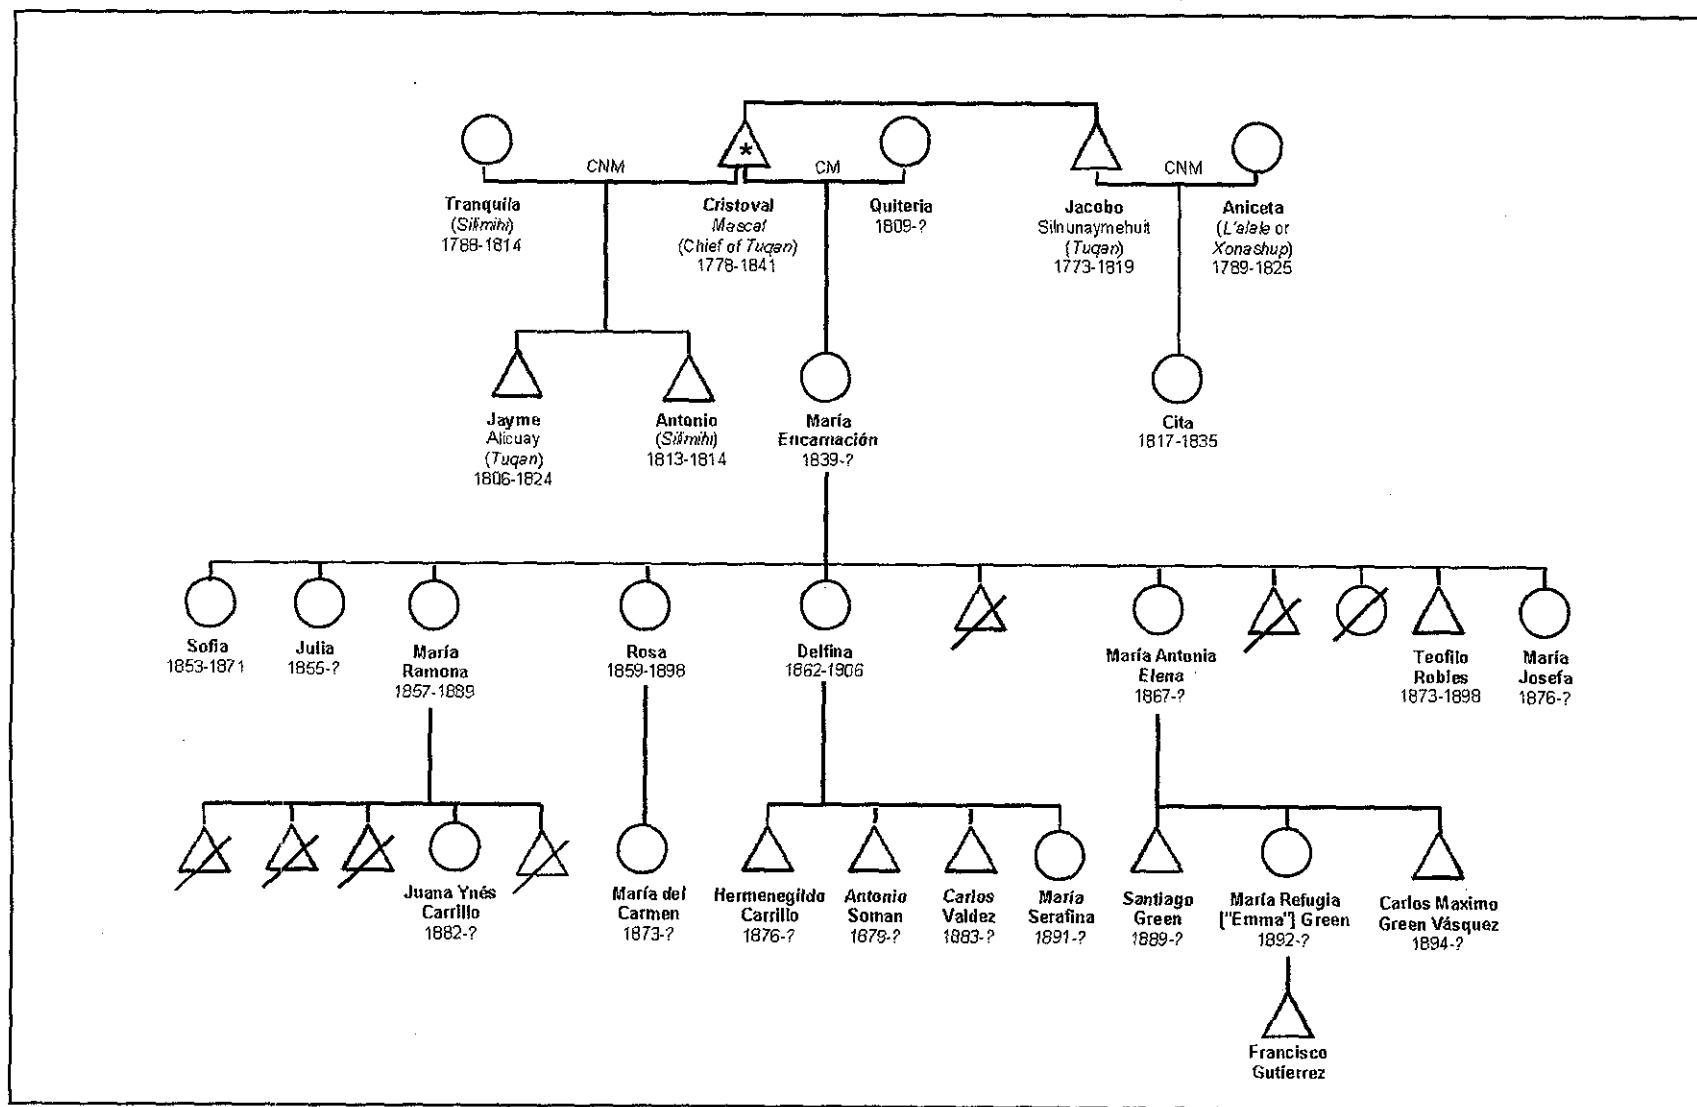 CNM
CM
CNM
Tranquila
(Silimihi)
1788-1814
Cristoval
Mascal
(Chief of Tuqan)
1778-1841
Quiteria
1809-?
Jacobo
Silnunaymehuit
(Tuqan)
1773-1819
Aniceta
(L'alale or
Xonashup)
1789-1825
Jayme
Alicuay
(Tuqan)
1806-1824
Antonio
(Silimihi)
1813-1814
María
Encarnación
1839-?
Cita
1817-1835
Sofia
1853-1871
Julia
1855-?
María
Ramona
1857-1889
Rosa
1859-1898
Delfina
1862-1906
María Antonia
Elena
1867-?
Teofilo
Robles
1873-1898
María
Josefa
1876-?
Juana Ynés
Carrillo
1882-?
María del
Carmen
1873-?
Hermenegildo
Carrillo
1876-?
Antonio
Soman
1879-?
Carlos
Valdez
1883-?
María
Serafina
1891-?
Santiago
Green
1889-?
María Refugia
["Emma"] Green
1892-?
Carlos Maximo
Green Vásquez
1894-?
Francisco
Gutierrez